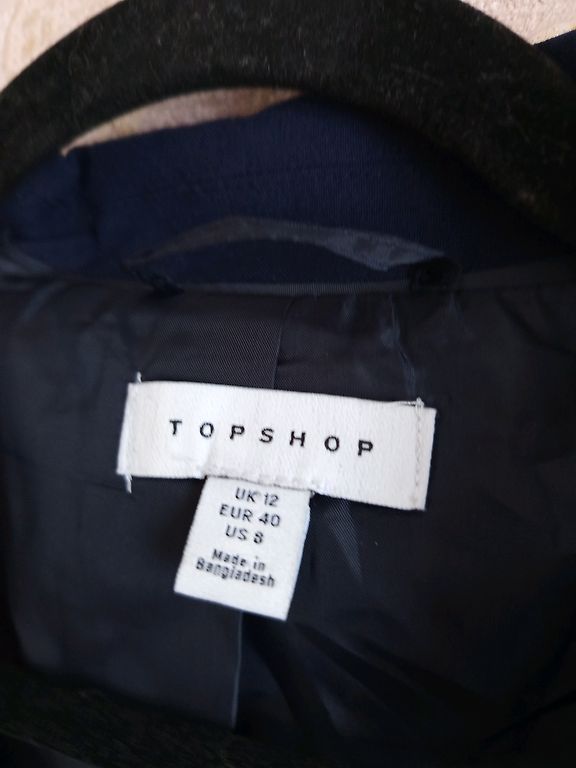 TOPSHOP
UK 12
EUR 40
US 8
Made in
Bangladesh